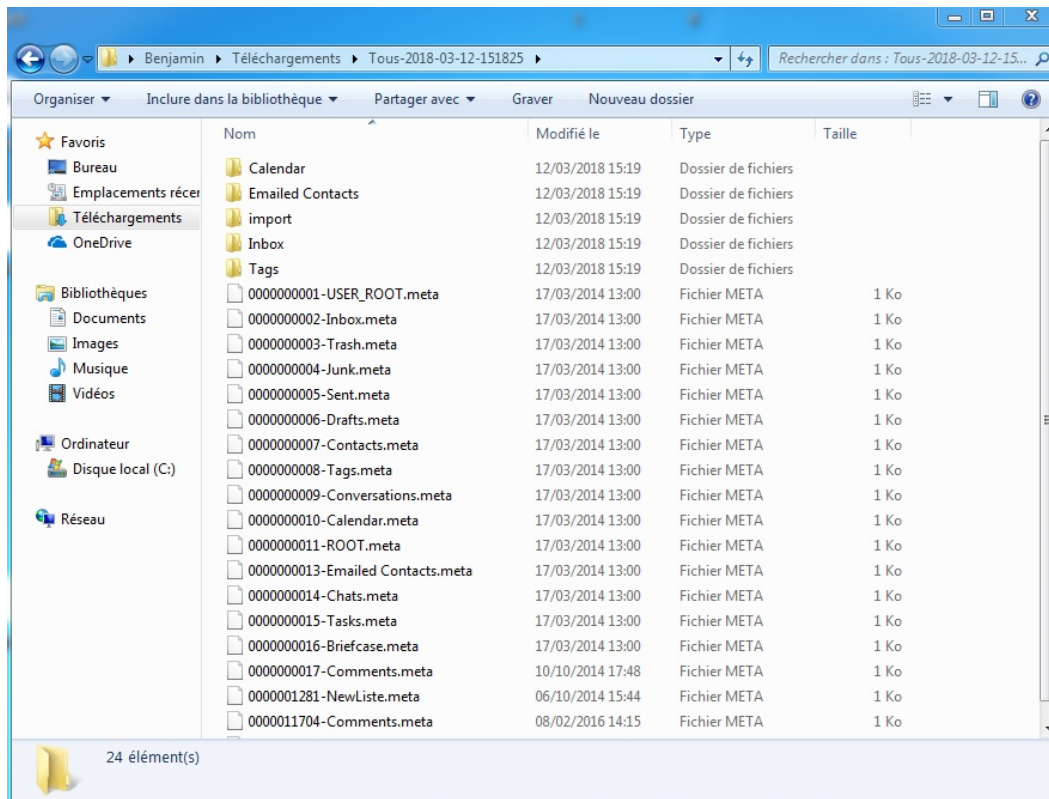 Benjamin Téléchargements Tous-2018-03-12-151825 Rechercher dans : Tous-2018-03-12-15...
Organiser Inclure dans la bibliothèque Partager avec Graver Nouveau dossier
Favoris
Bureau
Emplacements récer
Téléchargements
OneDrive
Bibliothèques
Documents
Images
Musique
Vidéos
Ordinateur
Disque local (C:)
Réseau
Nom Modifié le Type Taille
Calendar 12/03/2018 15:19 Dossier de fichiers
Emailed Contacts 12/03/2018 15:19 Dossier de fichiers
import 12/03/2018 15:19 Dossier de fichiers
Inbox 12/03/2018 15:19 Dossier de fichiers
Tags 12/03/2018 15:19 Dossier de fichiers
0000000001-USER_ROOT.meta 17/03/2014 13:00 Fichier META 1 Ko
0000000002-Inbox.meta 17/03/2014 13:00 Fichier META 1 Ko
0000000003-Trash.meta 17/03/2014 13:00 Fichier META 1 Ko
0000000004-Junk.meta 17/03/2014 13:00 Fichier META 1 Ko
0000000005-Sent.meta 17/03/2014 13:00 Fichier META 1 Ko
0000000006-Drafts.meta 17/03/2014 13:00 Fichier META 1 Ko
0000000007-Contacts.meta 17/03/2014 13:00 Fichier META 1 Ko
0000000008-Tags.meta 17/03/2014 13:00 Fichier META 1 Ko
0000000009-Conversations.meta 17/03/2014 13:00 Fichier META 1 Ko
0000000010-Calendar.meta 17/03/2014 13:00 Fichier META 1 Ko
0000000011-ROOT.meta 17/03/2014 13:00 Fichier META 1 Ko
0000000013-Emailed Contacts.meta 17/03/2014 13:00 Fichier META 1 Ko
0000000014-Chats.meta 17/03/2014 13:00 Fichier META 1 Ko
0000000015-Tasks.meta 17/03/2014 13:00 Fichier META 1 Ko
0000000016-Briefcase.meta 17/03/2014 13:00 Fichier META 1 Ko
0000000017-Comments.meta 10/10/2014 17:48 Fichier META 1 Ko
0000001281-NewListe.meta 06/10/2014 15:44 Fichier META 1 Ko
0000011704-Comments.meta 08/02/2016 14:15 Fichier META 1 Ko
24 élément(s)